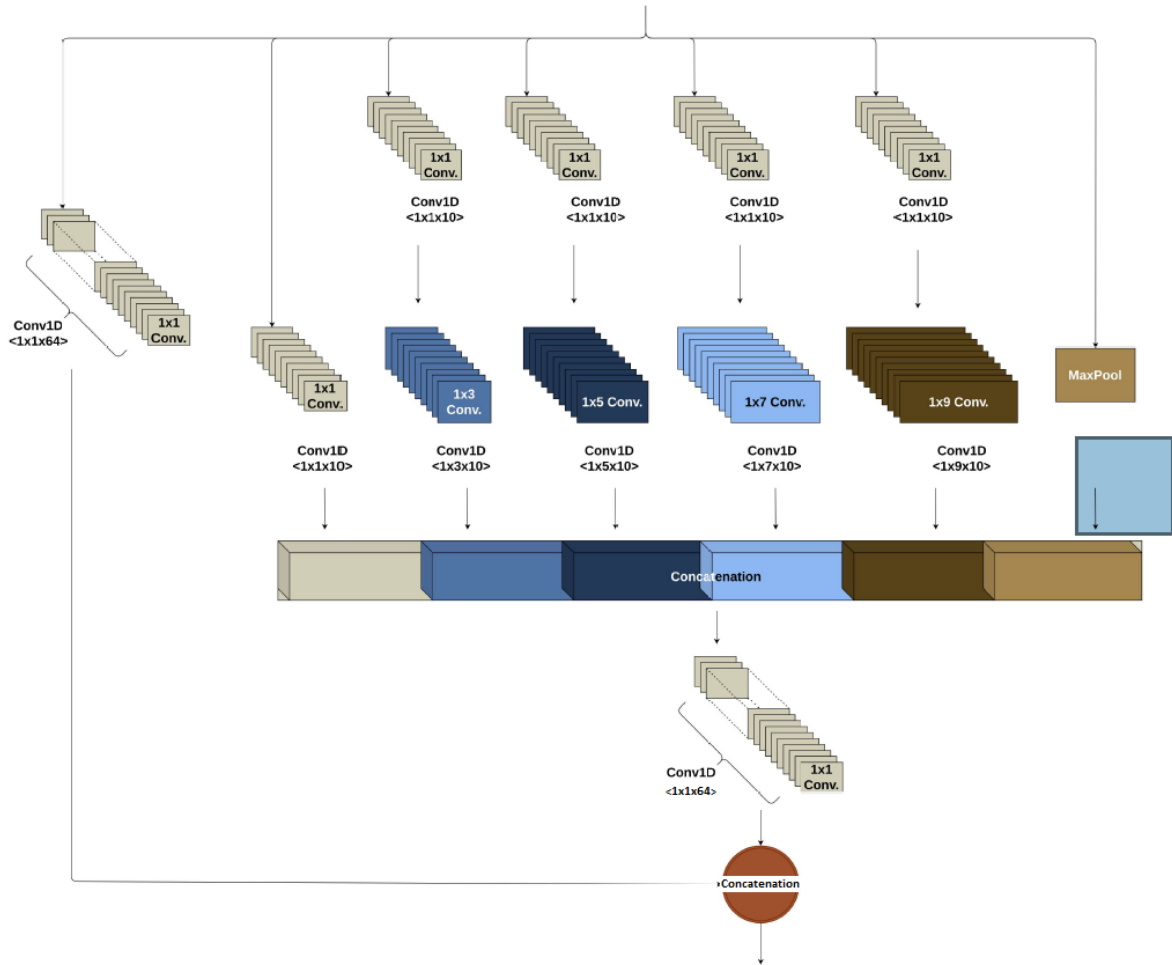 1x1
Conv.
1x1
Conv.
1x1
Conv.
1x1
Conv.
Conv1D
<1x1x10>
Conv1D
<1x1x10>
Conv1D
<1x1x10>
Conv1D
<1x1x10>
1x1
Conv.
Conv1D
<1x1x64>
1x1
Conv.
1x3
Conv.
1x5 Conv.
1x7 Conv.
1x9 Conv.
MaxPool
Conv1D
<1x1x10>
Conv1D
<1x3x10>
Conv1D
<1x5x10>
Conv1D
<1x7x10>
Conv1D
<1x9x10>
Concatenation
1x1
Conv.
Conv1D
<1x1x64>
Concatenation